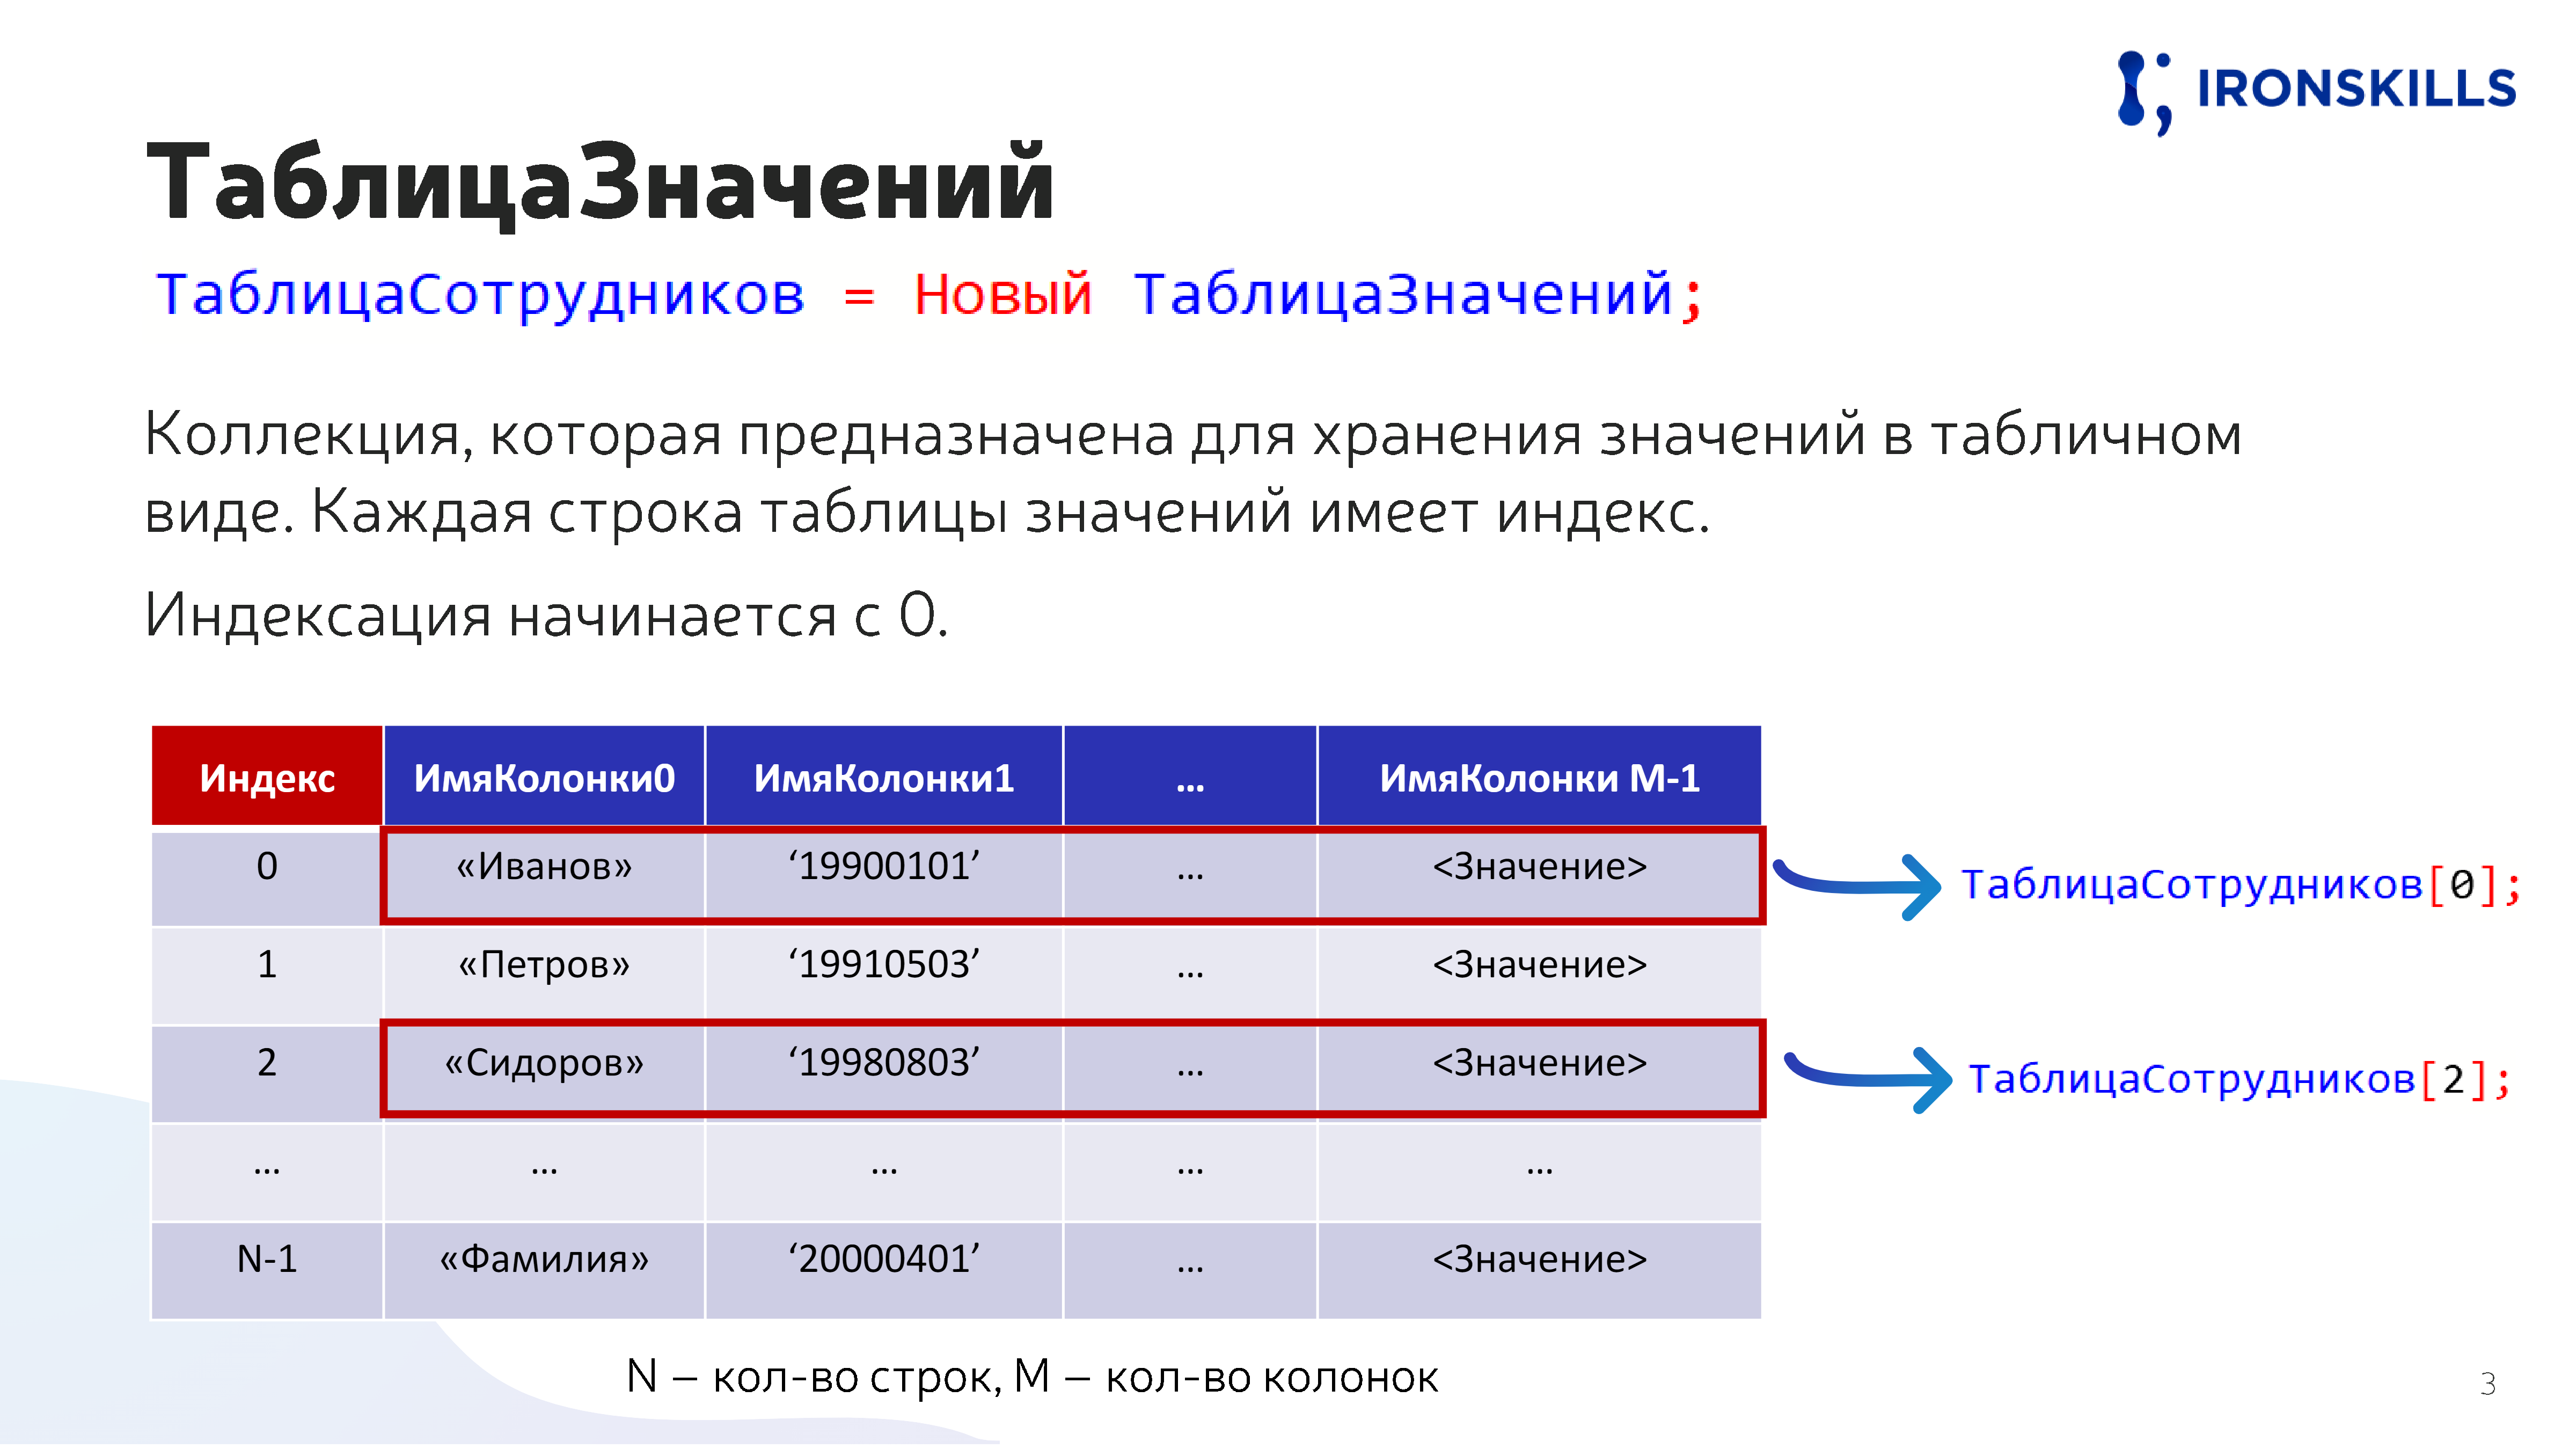 IRONSKILLS
ТаблицаЗначений
ТаблицаСотрудников = Новый ТаблицаЗначений;
Коллекция, которая предназначена для хранения значений в табличном
виде. Каждая строка таблицы значений имеет индекс.
Индексация начинается с 0.
Индекс ИмяКолонки0 ИмяКолонки1 ... ИмяКолонки М-1
0 «Иванов» ‘19900101’ ... <Значение> ТаблицаСотрудников[0];
1 «Петров» ‘19910503’ ... <Значение>
2 «Сидоров» ‘19980803’ ... <Значение> ТаблицаСотрудников[2];
... ... ... ... ...
N-1 «Фамилия» ‘20000401’ ... <Значение>
N – кол-во строк, М – кол-во колонок
3